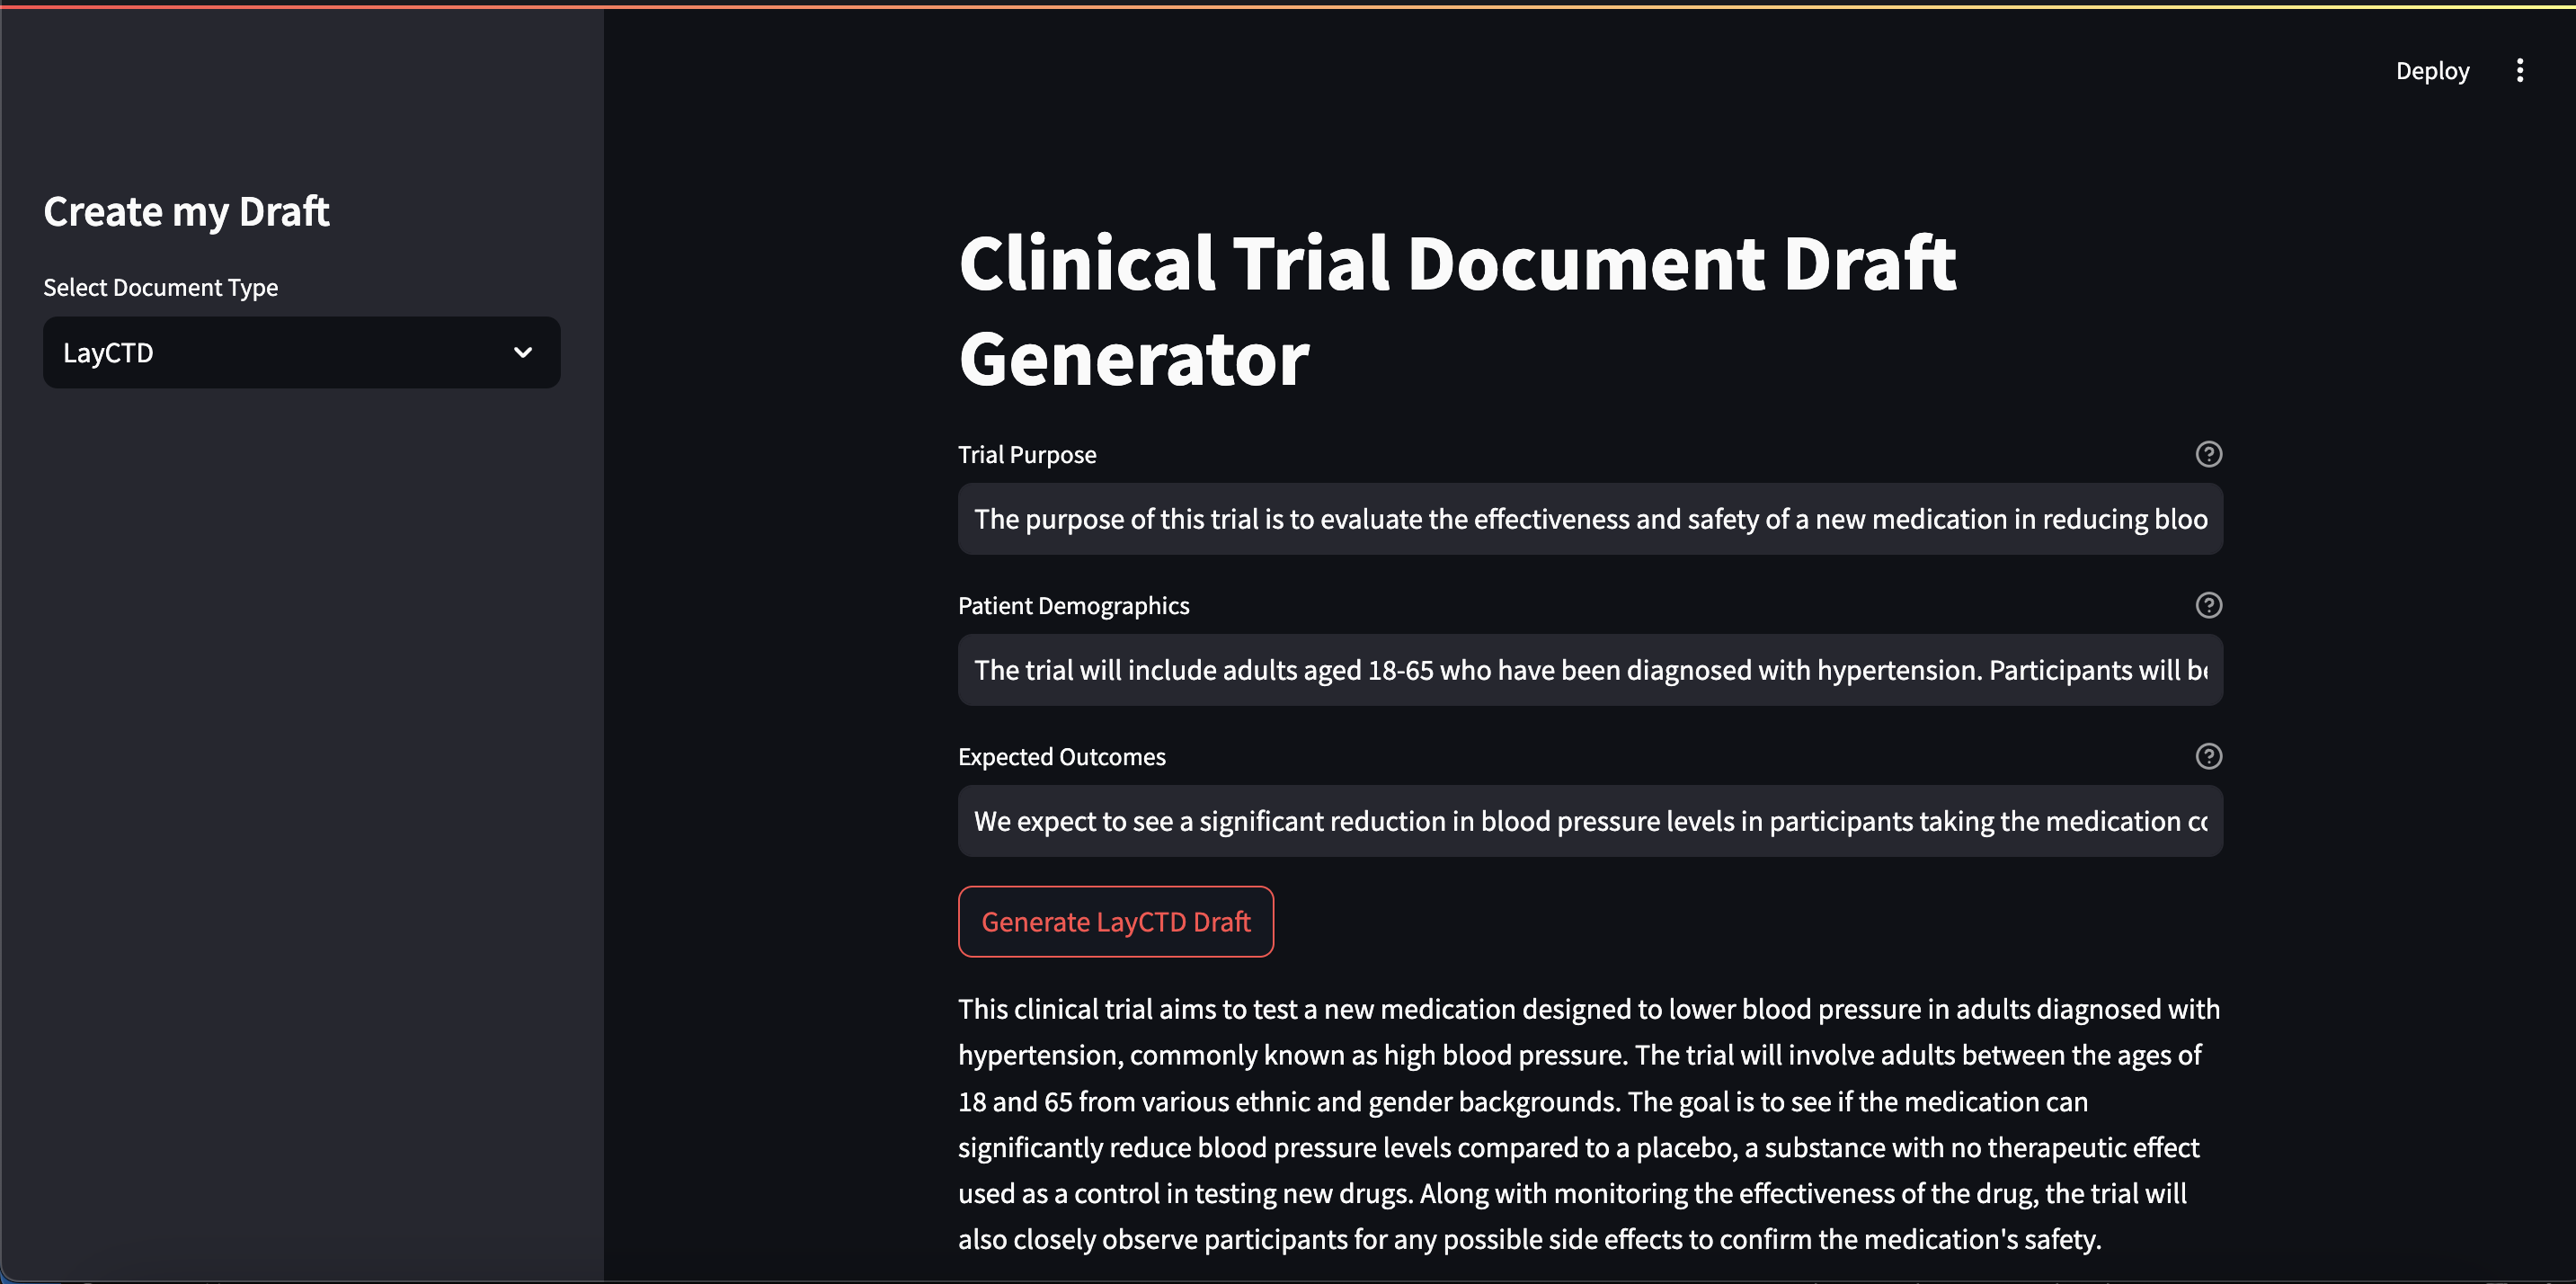 Deploy
Create my Draft
Select Document Type
LayCTD
Clinical Trial Document Draft
Generator
Trial Purpose
The purpose of this trial is to evaluate the effectiveness and safety of a new medication in reducing bloo
Patient Demographics
The trial will include adults aged 18-65 who have been diagnosed with hypertension. Participants will be
Expected Outcomes
We expect to see a significant reduction in blood pressure levels in participants taking the medication co
Generate LayCTD Draft
This clinical trial aims to test a new medication designed to lower blood pressure in adults diagnosed with
hypertension, commonly known as high blood pressure. The trial will involve adults between the ages of
18 and 65 from various ethnic and gender backgrounds. The goal is to see if the medication can
significantly reduce blood pressure levels compared to a placebo, a substance with no therapeutic effect
used as a control in testing new drugs. Along with monitoring the effectiveness of the drug, the trial will
also closely observe participants for any possible side effects to confirm the medication's safety.